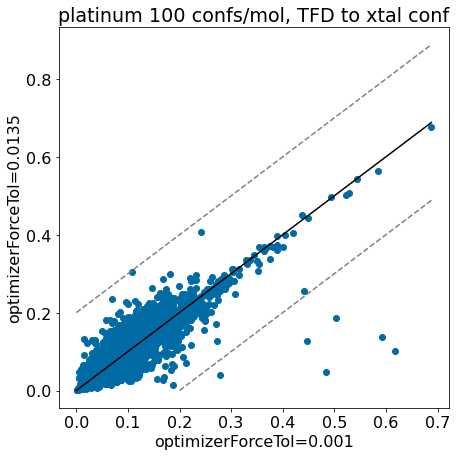 platinum 100 confs/mol, TFD to xtal conf
optimizerForceTol=0.0135
0.8
0.6
0.4
0.2
0.0
0.0 0.1 0.2 0.3 0.4 0.5 0.6 0.7
optimizerForceTol=0.001